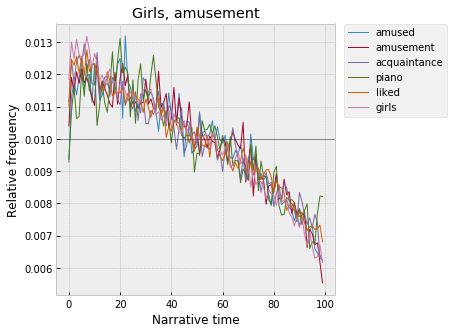 Girls, amusement
amused
amusement
acquaintance
piano
liked
girls
0.013
0.012
0.011
0.010
0.009
0.008
0.007
0.006
Relative frequency
0 20 40 60 80 100
Narrative time